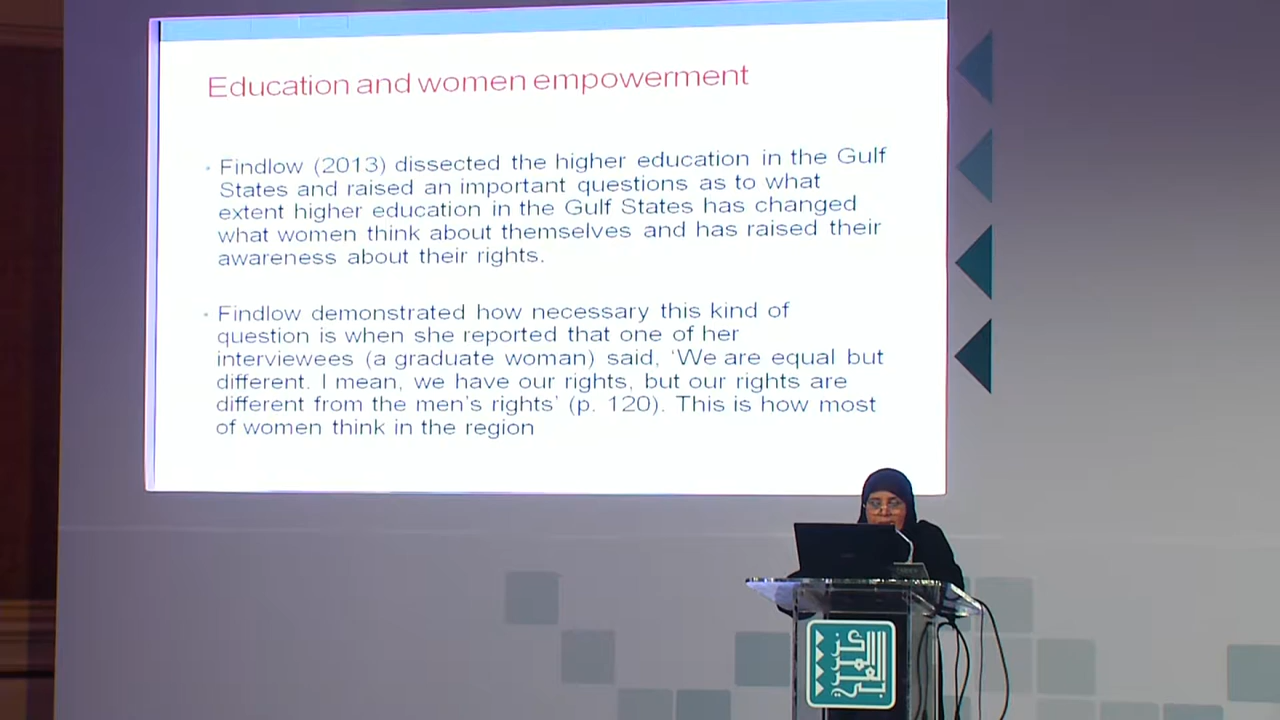 Education and women empowerment
Findlow (2013) dissected the higher education in the Gulf
States and raised an important questions as to what
extent higher education in the Gulf States has changed
what women think about themselves and has raised their
awareness about their rights.
Findlow demonstrated how necessary this kind of
question is when she reported that one of her
interviewees (a graduate woman) said, ‘We are equal but
different. I mean, we have our rights, but our rights are
different from the men’s rights’ (p. 120). This is how most
of women think in the region